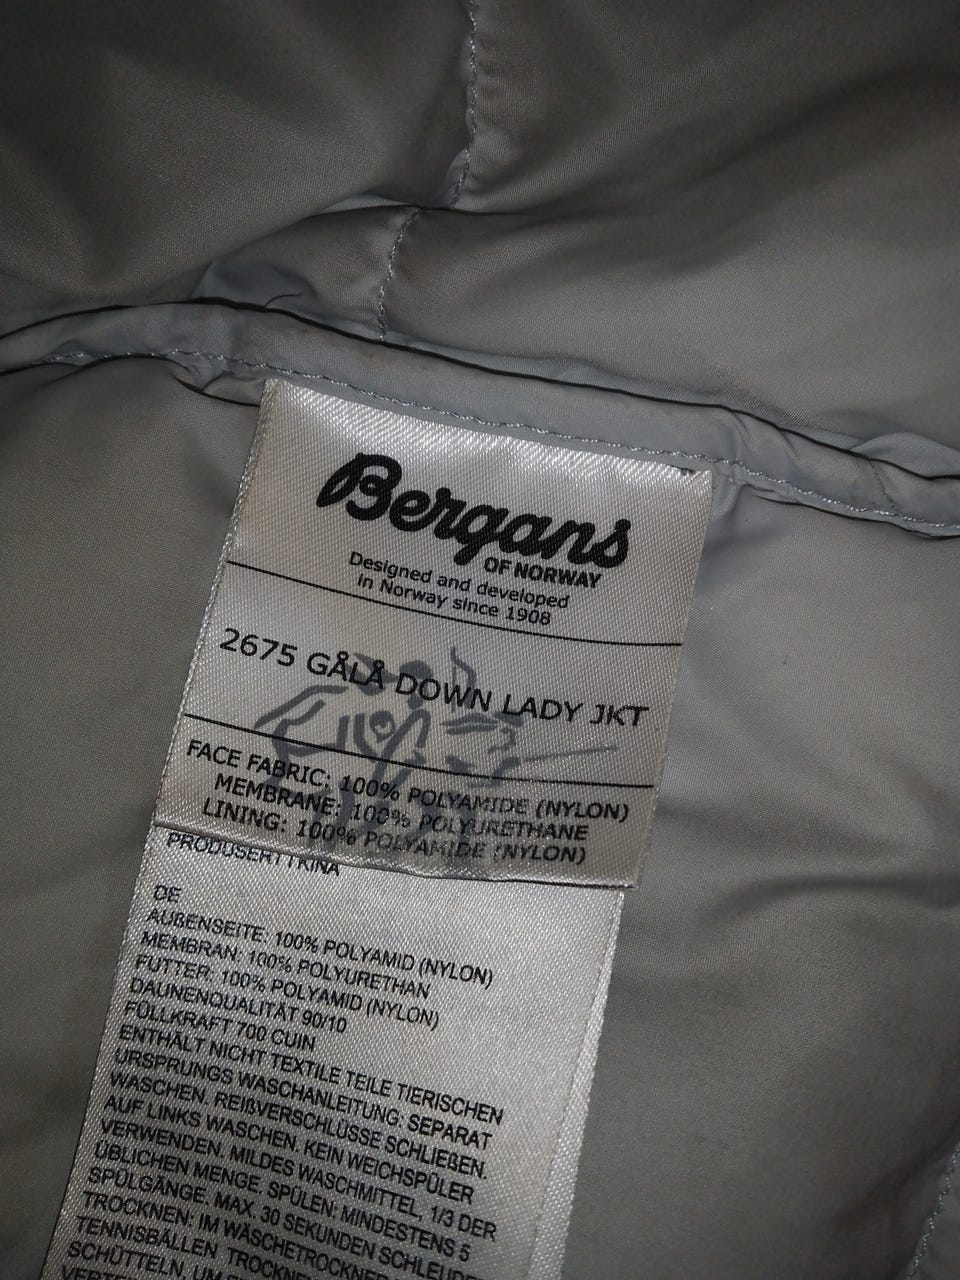 Bergans
OF NORWAY
Designed and developed
in Norway since 1908
2675 GÅLÅ DOWN LADY JKT
FACE FABRIC: 100% POLYAMIDE (NYLON)
MEMBRANE: 100% POLYURETHANE
LINING: 100% POLYAMIDE (NYLON)
PRODUSERT I KINA
DE
AUßENSEITE: 100% POLYAMID (NYLON)
MEMBRAN: 100% POLYURETHAN
FUTTER: 100% POLYAMID (NYLON)
DAUNENQUALITÄT 90/10
FÜLLKRAFT 700 CUIN
ENTHÄLT NICHT TEXTILE TEILE TIERISCHEN
URSPRUNGS WASCHANLEITUNG: SEPARAT
WASCHEN. REIßVERSCHLÜSSE SCHLIEßEN.
AUF LINKS WASCHEN. KEIN WEICHSPÜLER
VERWENDEN. MILDES WASCHMITTEL, 1/3 DER
ÜBLICHEN MENGE. SPÜLEN: MINDESTENS 5
SPÜLGÄNGE. MAX. 30 SEKUNDEN SCHLEUDE
TROCKNEN: IM WÄSCHETROCKNER
TENNISBÄLLEN TROCKNE
SCHÜTTELN, UM